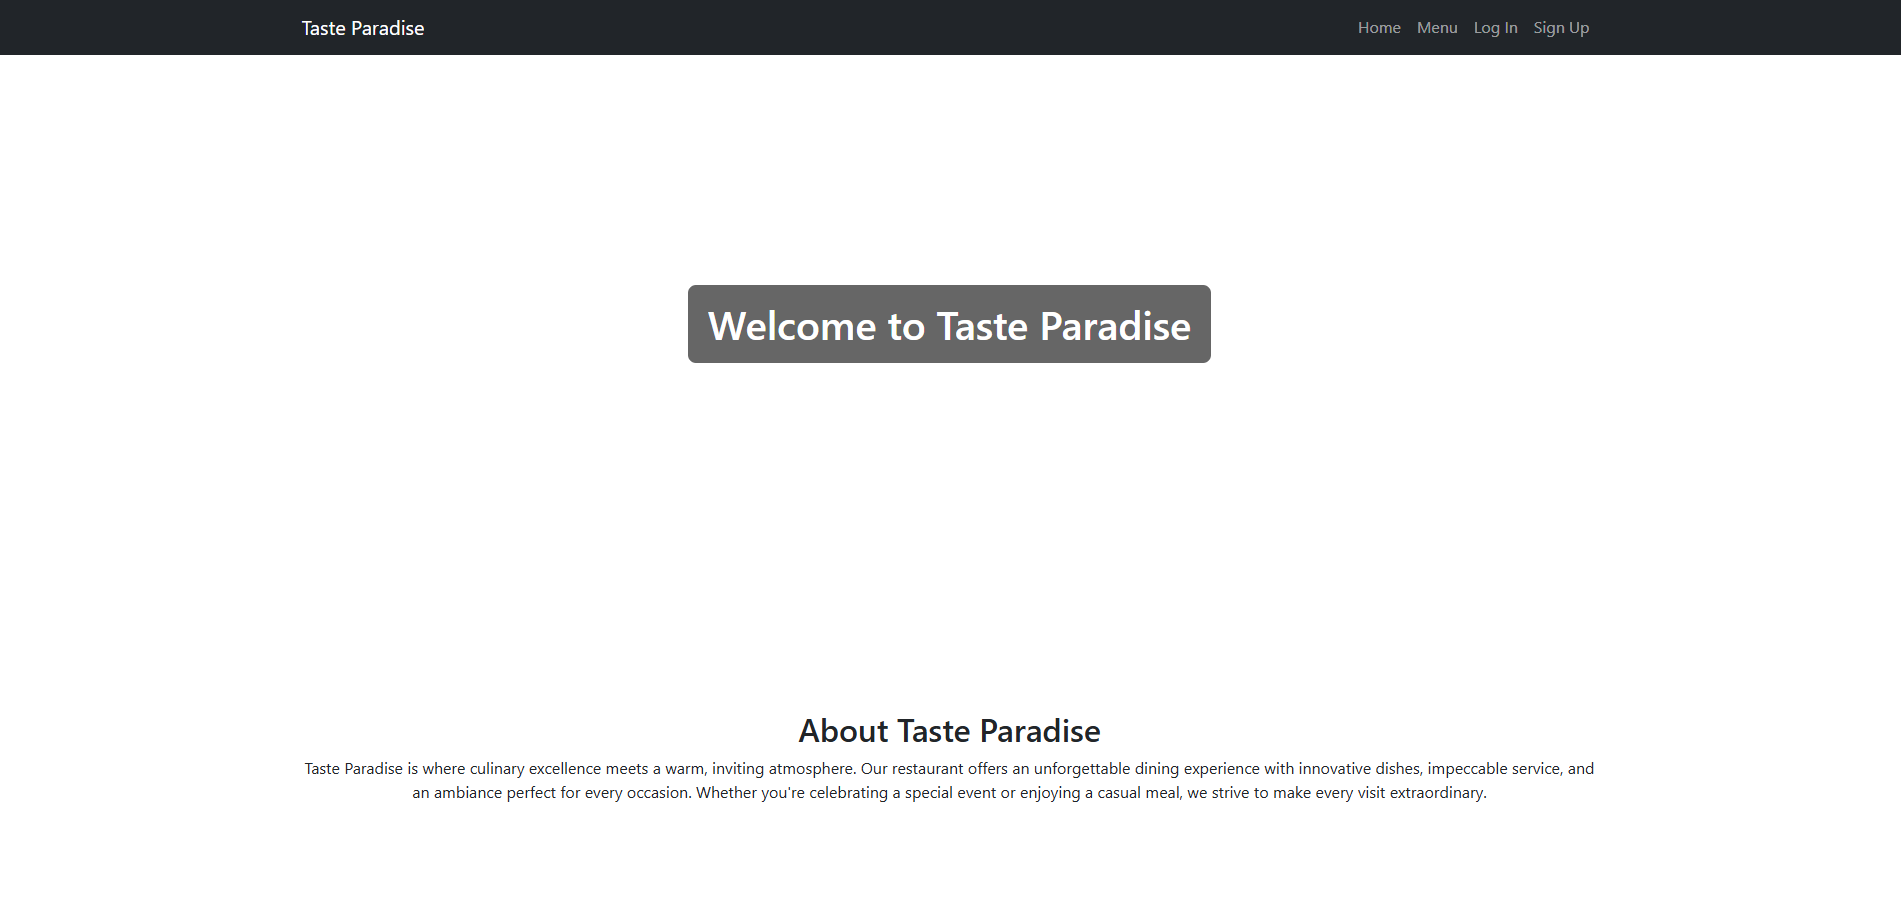 Taste Paradise
Home Menu Log In Sign Up
Welcome to Taste Paradise
About Taste Paradise
Taste Paradise is where culinary excellence meets a warm, inviting atmosphere. Our restaurant offers an unforgettable dining experience with innovative dishes, impeccable service, and
an ambiance perfect for every occasion. Whether you're celebrating a special event or enjoying a casual meal, we strive to make every visit extraordinary.